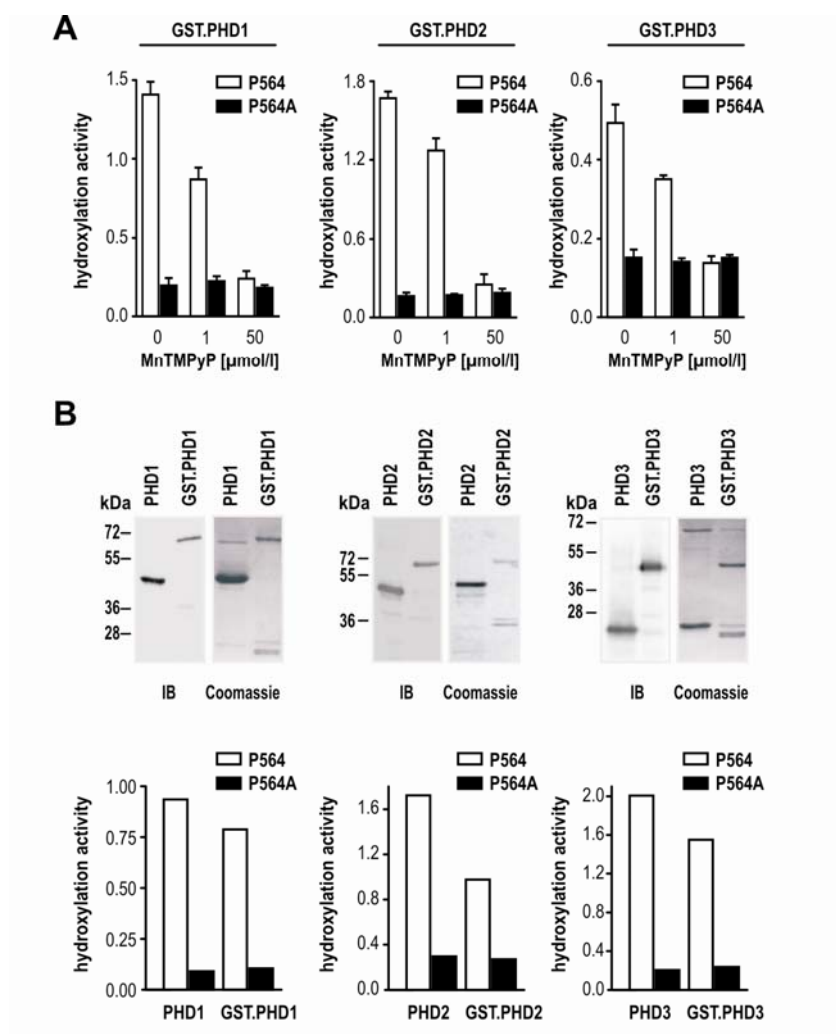 A
GST.PHD1
GST.PHD2
GST.PHD3
hydroxylation activity
1.5
1.0
0.5
0.0
P564
P564A
0 1 50
MnTMPyP [µmol/l]
hydroxylation activity
1.8
1.2
0.6
0.0
P564
P564A
0 1 50
MnTMPyP [µmol/l]
hydroxylation activity
0.6
0.4
0.2
0.0
P564
P564A
0 1 50
MnTMPyP [µmol/l]
B
kDa
PHD1
GST.PHD1
PHD1
GST.PHD1
72
55
36
28
IB Coomassie
kDa
PHD2
GST.PHD2
PHD2
GST.PHD2
72
55
36
IB Coomassie
kDa
PHD3
GST.PHD3
PHD3
GST.PHD3
72
55
36
28
IB Coomassie
hydroxylation activity
1.00
0.75
0.50
0.25
0.00
P564
P564A
PHD1 GST.PHD1
hydroxylation activity
1.6
1.2
0.8
0.4
0.0
P564
P564A
PHD2 GST.PHD2
hydroxylation activity
2.0
1.6
1.2
0.8
0.4
0.0
P564
P564A
PHD3 GST.PHD3